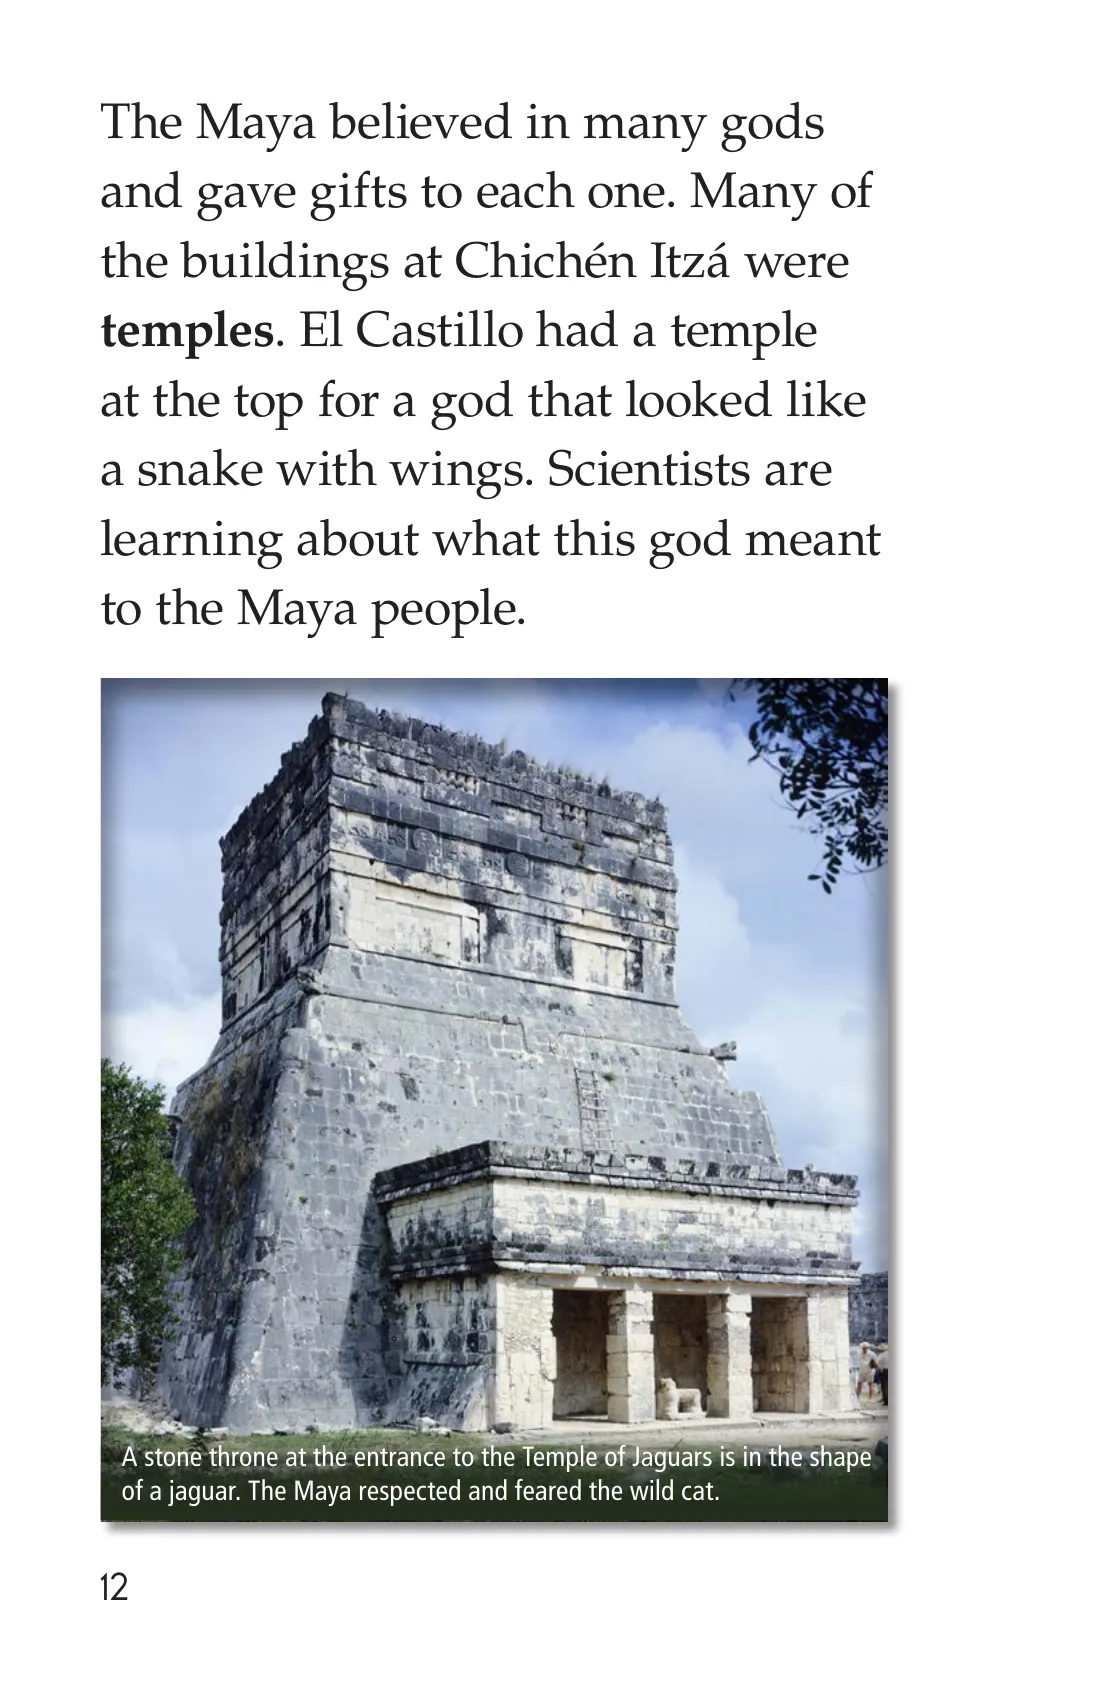 The Maya believed in many gods
and gave gifts to each one. Many of
the buildings at Chichén Itzá were
temples. El Castillo had a temple
at the top for a god that looked like
a snake with wings. Scientists are
learning about what this god meant
to the Maya people.
A stone throne at the entrance to the Temple of Jaguars is in the shape
of a jaguar. The Maya respected and feared the wild cat.
12